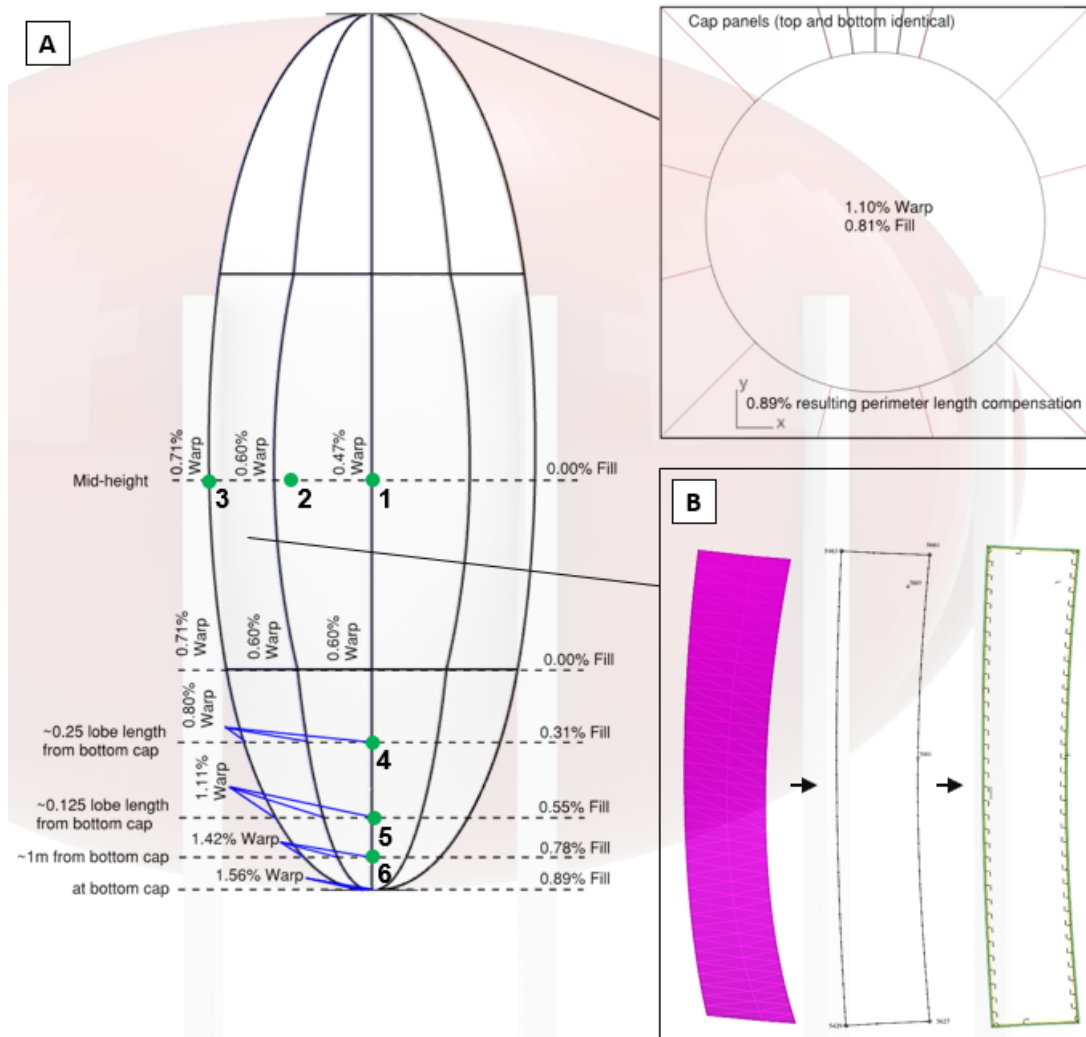 A
Cap panels (top and bottom identical)
1.10% Warp
0.81% Fill
y
x
0.89% resulting perimeter length compensation
0.71%
Warp
0.60%
Warp
0.47%
Warp
Mid-height
0.00% Fill
3
2
1
0.71%
Warp
0.60%
Warp
0.60%
Warp
0.00% Fill
0.80%
Warp
~0.25 lobe length
from bottom cap
0.31% Fill
4
1.11%
Warp
~0.125 lobe length
from bottom cap
0.55% Fill
5
1.42% Warp
~1m from bottom cap
0.78% Fill
6
1.56% Warp
at bottom cap
0.89% Fill
B
5627